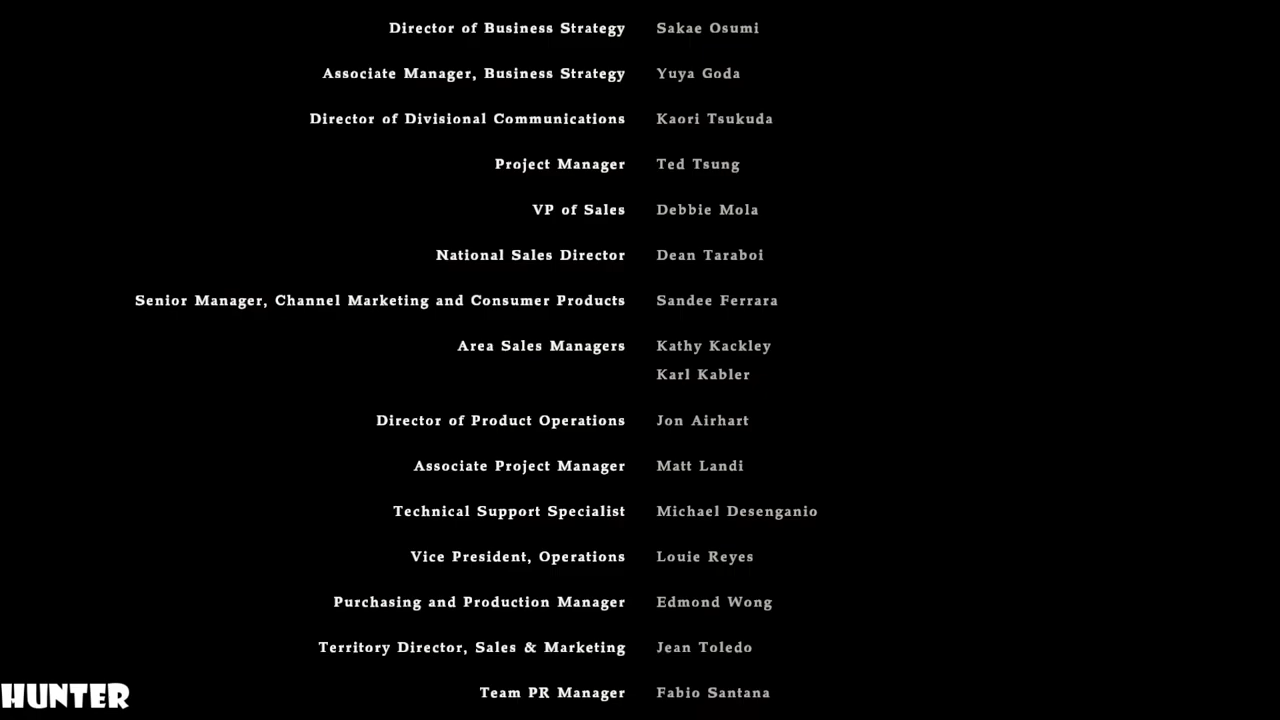 Director of Business Strategy Sakae Osumi
Associate Manager, Business Strategy Yuya Goda
Director of Divisional Communications Kaori Tsukuda
Project Manager Ted Tsung
VP of Sales Debbie Mola
National Sales Director Dean Taraboi
Senior Manager, Channel Marketing and Consumer Products Sandee Ferrara
Area Sales Managers Kathy Kackley
Karl Kabler
Director of Product Operations Jon Airhart
Associate Project Manager Matt Landi
Technical Support Specialist Michael Desenganio
Vice President, Operations Louie Reyes
Purchasing and Production Manager Edmond Wong
Territory Director, Sales & Marketing Jean Toledo
Team PR Manager Fabio Santana
HUNTER